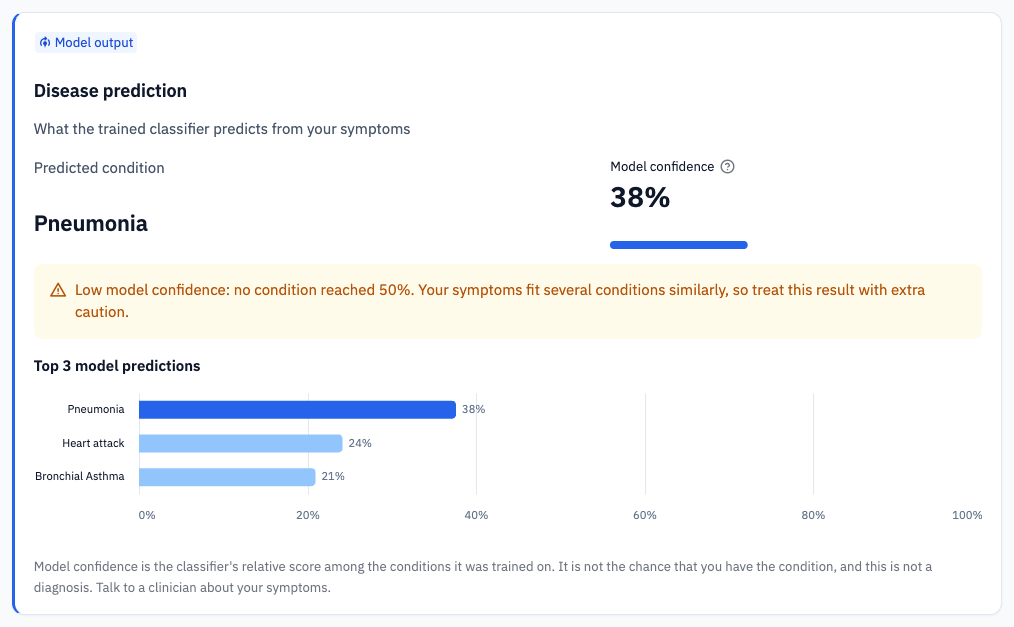 Model output
Disease prediction
What the trained classifier predicts from your symptoms
Predicted condition
Pneumonia
Model confidence ?
38%
Low model confidence: no condition reached 50%. Your symptoms fit several conditions similarly, so treat this result with extra
caution.
Top 3 model predictions
Pneumonia 38%
Heart attack 24%
Bronchial Asthma 21%
0% 20% 40% 60% 80% 100%
Model confidence is the classifier's relative score among the conditions it was trained on. It is not the chance that you have the condition, and this is not a
diagnosis. Talk to a clinician about your symptoms.